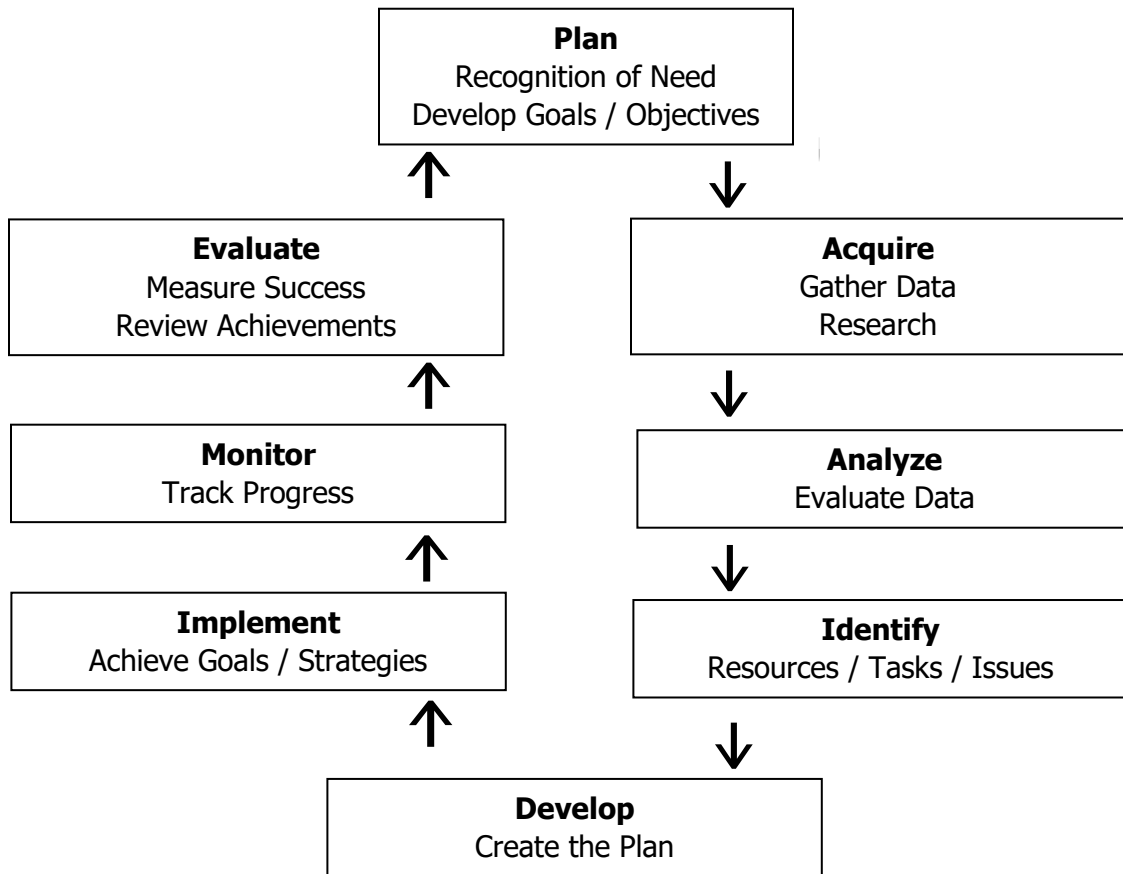 Plan
Recognition of Need
Develop Goals / Objectives
Evaluate
Measure Success
Review Achievements
Acquire
Gather Data
Research
Monitor
Track Progress
Analyze
Evaluate Data
Implement
Achieve Goals / Strategies
Identify
Resources / Tasks / Issues
Develop
Create the Plan